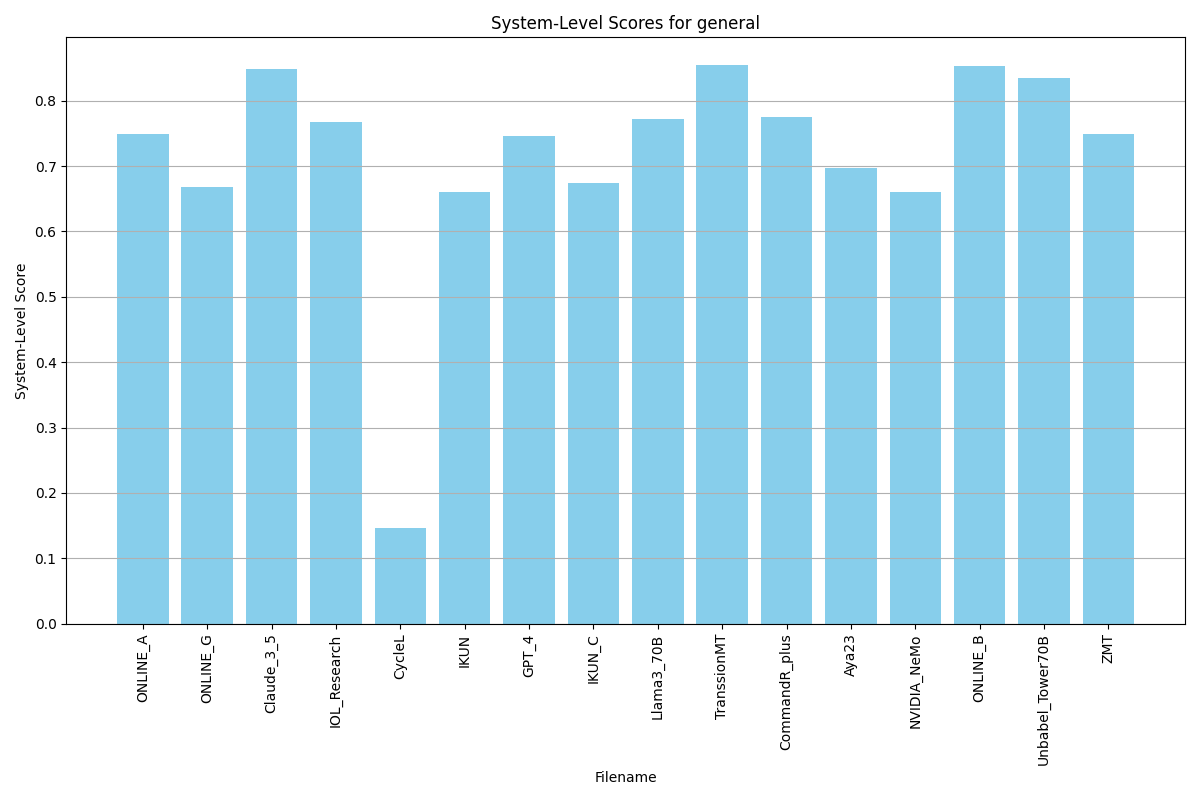 System-Level Scores for general
System-Level Score
0.8
0.7
0.6
0.5
0.4
0.3
0.2
0.1
0.0
ONLINE_A
ONLINE_G
Claude_3_5
IOL_Research
CycleL
IKUN
GPT_4
IKUN_C
Llama3_70B
TranssionMT
CommandR_plus
Aya23
NVIDIA_NeMo
ONLINE_B
Unbabel_Tower70B
ZMT
Filename